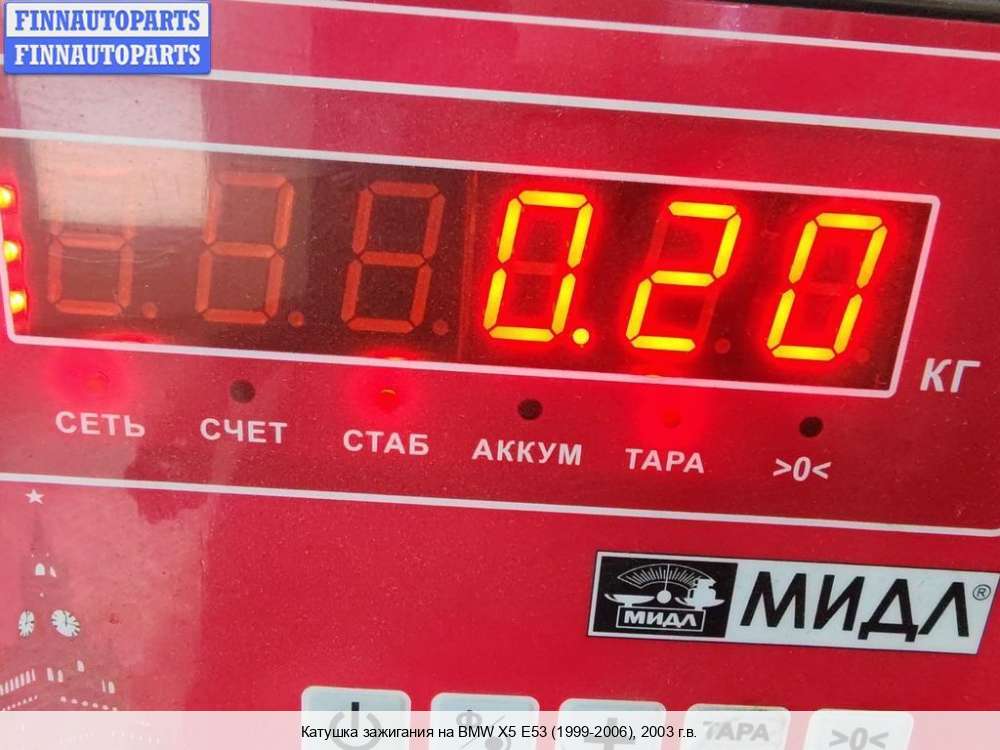 FINNAUTOPARTS
FINNAUTOPARTS
0.20
КГ
СЕТЬ СЧЕТ СТАБ АККУМ ТАРА >0<
МИДЛ МИДЛ®
ТАРА >0<
Катушка зажигания на BMW X5 E53 (1999-2006), 2003 г.в.